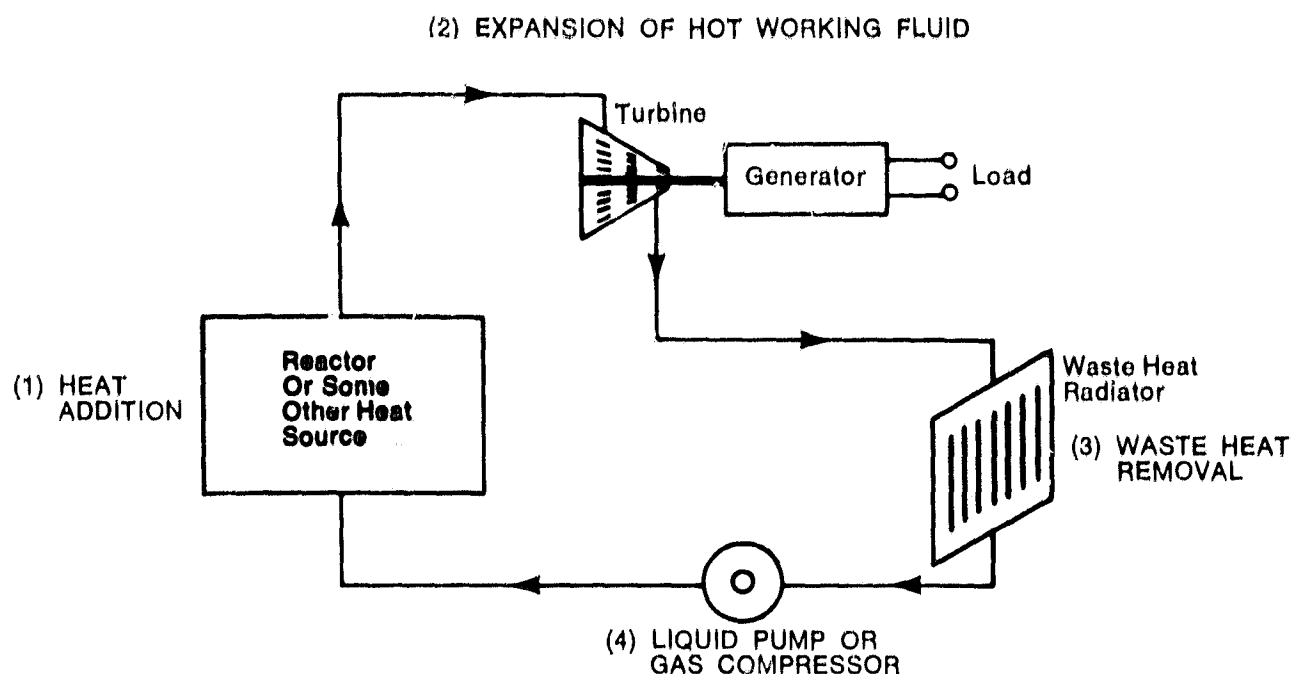 (2) EXPANSION OF HOT WORKING FLUID
Turbine
Generator
Load
Reactor
Or Some
Other Heat
Source
(1) HEAT
ADDITION
Waste Heat
Radiator
(3) WASTE HEAT
REMOVAL
(4) LIQUID PUMP OR
GAS COMPRESSOR